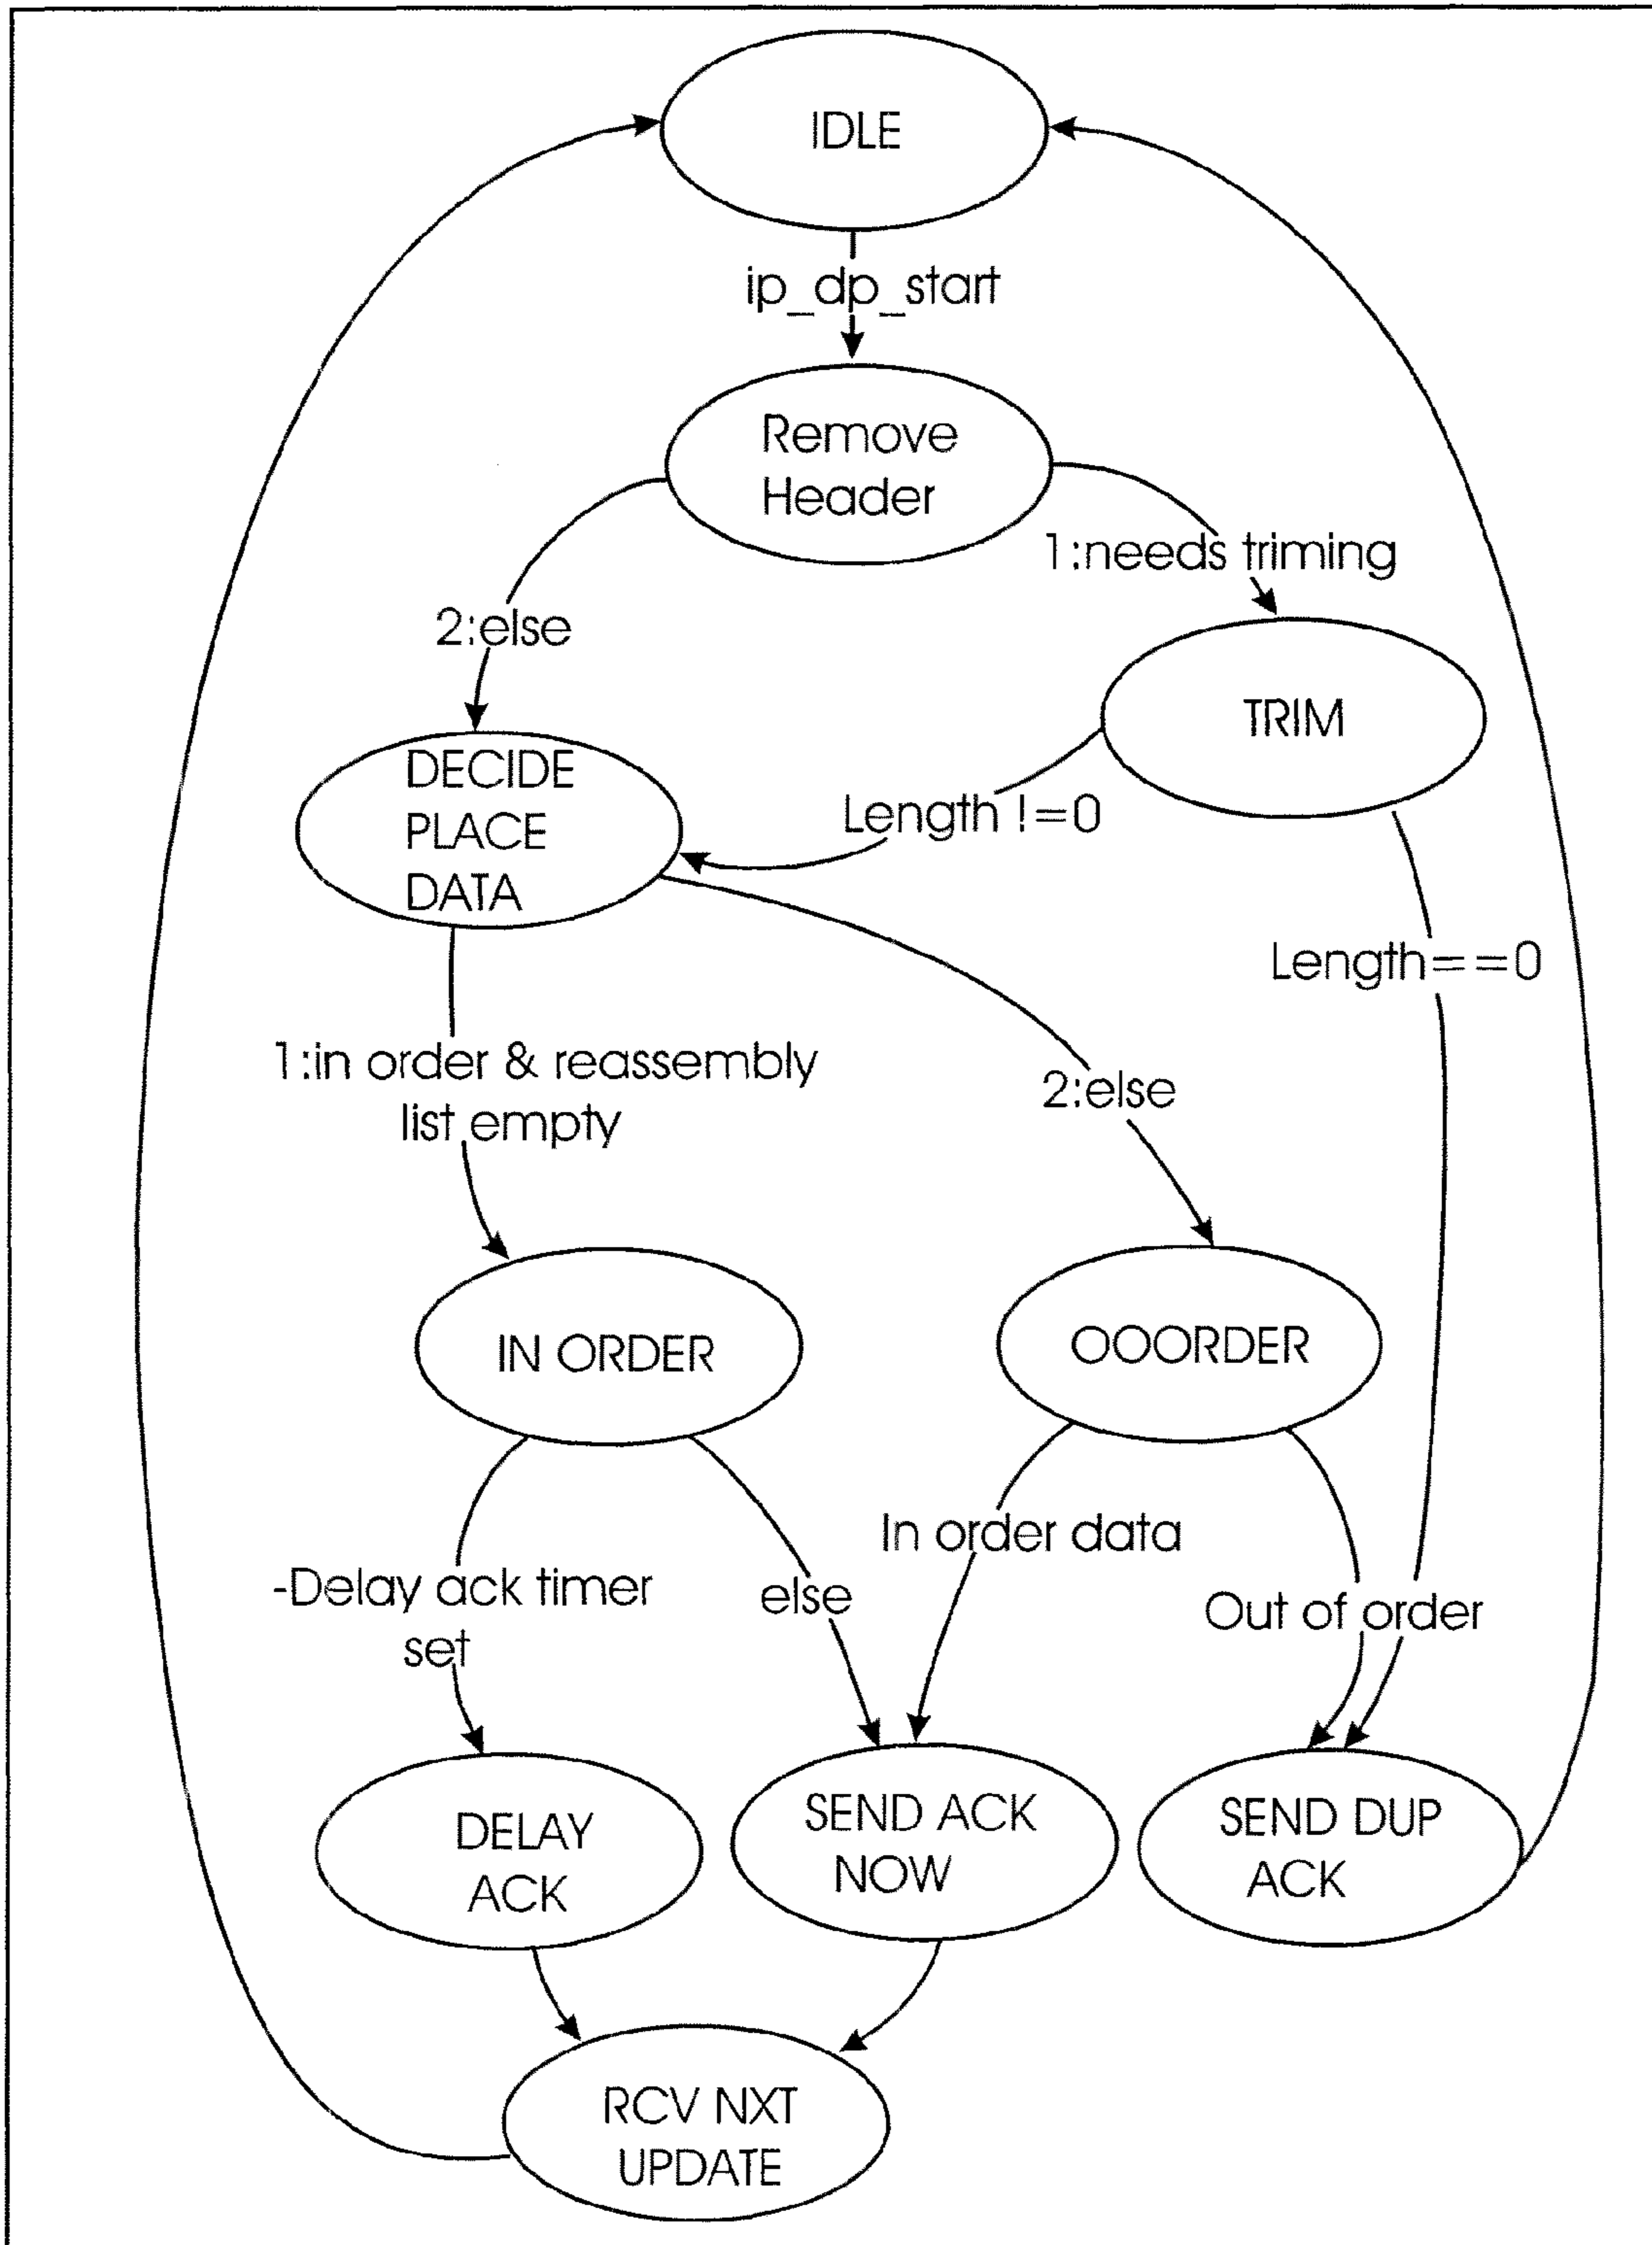 IDLE
ip_dp_start
Remove
Header
1:needs triming
2:else
TRIM
DECIDE
PLACE
DATA
Length !=0
Length==0
1:in order & reassembly
list empty
2:else
IN ORDER
OOORDER
In order data
-Delay ack timer
set
else
Out of order
DELAY
ACK
SEND ACK
NOW
SEND DUP
ACK
RCV NXT
UPDATE